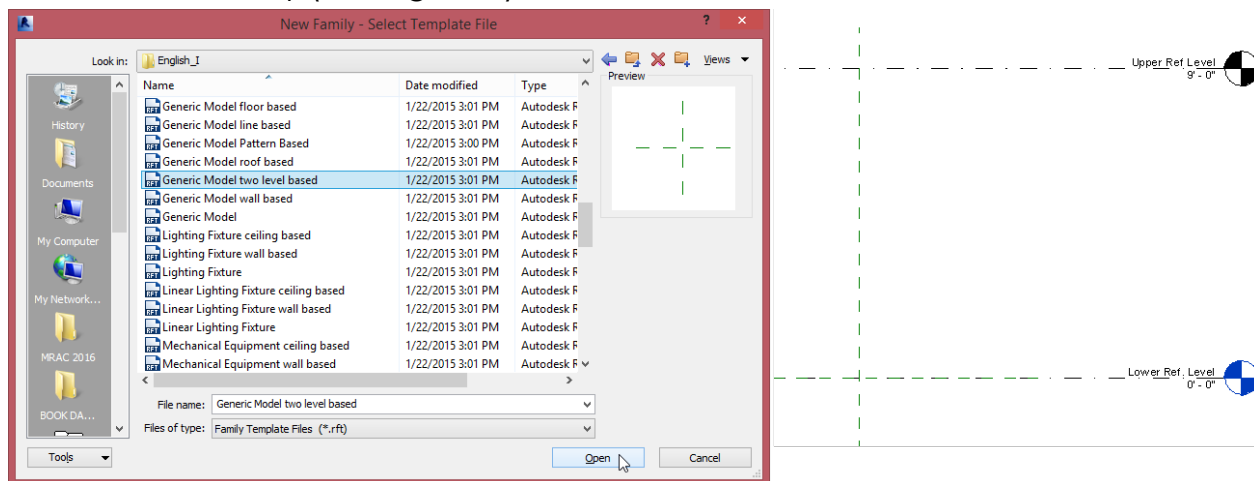 New Family - Select Template File
? ×
Look in: English_I Views
Name Date modified Type
Generic Model floor based 1/22/2015 3:01 PM Autodesk R
Generic Model line based 1/22/2015 3:01 PM Autodesk R
Generic Model Pattern Based 1/22/2015 3:00 PM Autodesk R
Generic Model roof based 1/22/2015 3:01 PM Autodesk R
Generic Model two level based 1/22/2015 3:01 PM Autodesk R
Generic Model wall based 1/22/2015 3:01 PM Autodesk R
Generic Model 1/22/2015 3:01 PM Autodesk R
Lighting Fixture ceiling based 1/22/2015 3:01 PM Autodesk R
Lighting Fixture wall based 1/22/2015 3:01 PM Autodesk R
Lighting Fixture 1/22/2015 3:01 PM Autodesk R
Linear Lighting Fixture ceiling based 1/22/2015 3:01 PM Autodesk R
Linear Lighting Fixture wall based 1/22/2015 3:01 PM Autodesk R
Linear Lighting Fixture 1/22/2015 3:01 PM Autodesk R
Mechanical Equipment ceiling based 1/22/2015 3:01 PM Autodesk R
Mechanical Equipment wall based 1/22/2015 3:01 PM Autodesk R
History
Documents
My Computer
My Network...
MRAC 2016
BOOK DA...
Preview
File name: Generic Model two level based
Files of type: Family Template Files (*.rft)
Tools
Open
Cancel
Upper Ref Level
9' - 0"
Lower Ref. Level
0' - 0"